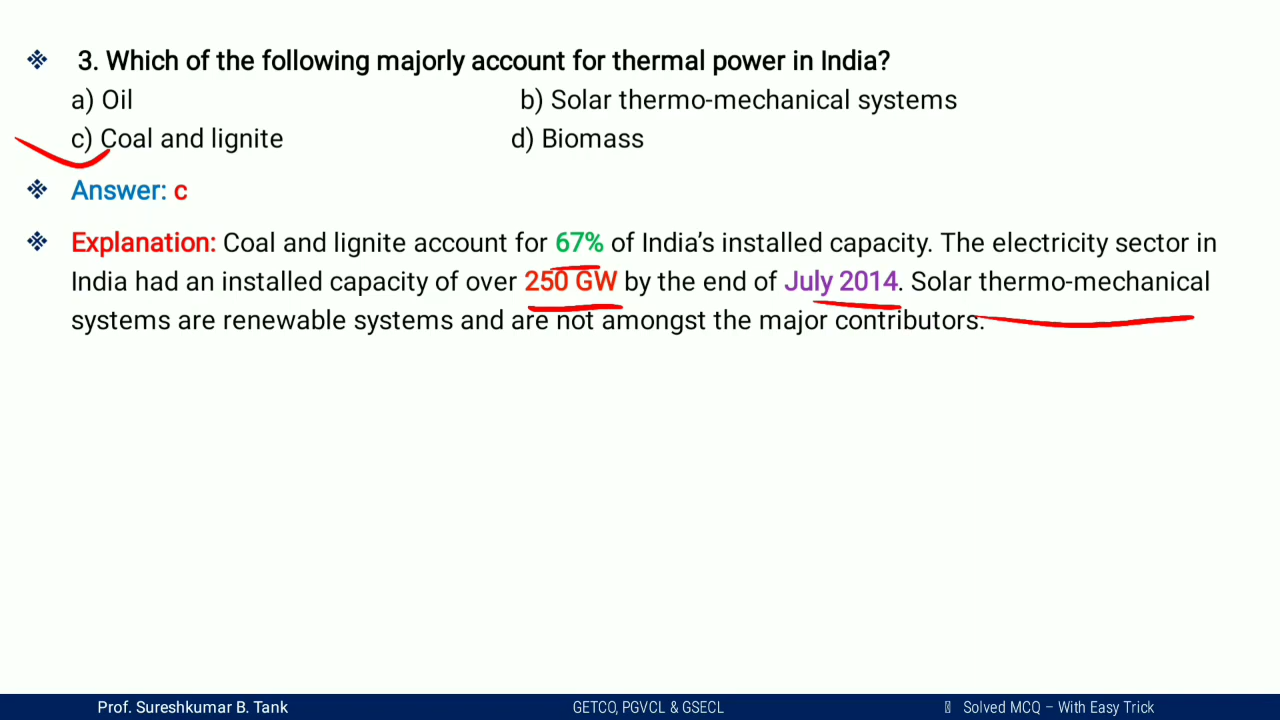 ❖ 3. Which of the following majorly account for thermal power in India?
a) Oil b) Solar thermo-mechanical systems
c) Coal and lignite d) Biomass
❖ Answer: c
❖ Explanation: Coal and lignite account for 67% of India’s installed capacity. The electricity sector in
India had an installed capacity of over 250 GW by the end of July 2014. Solar thermo-mechanical
systems are renewable systems and are not amongst the major contributors.
Prof. Sureshkumar B. Tank GETCO, PGVCL & GSECL Solved MCQ – With Easy Trick